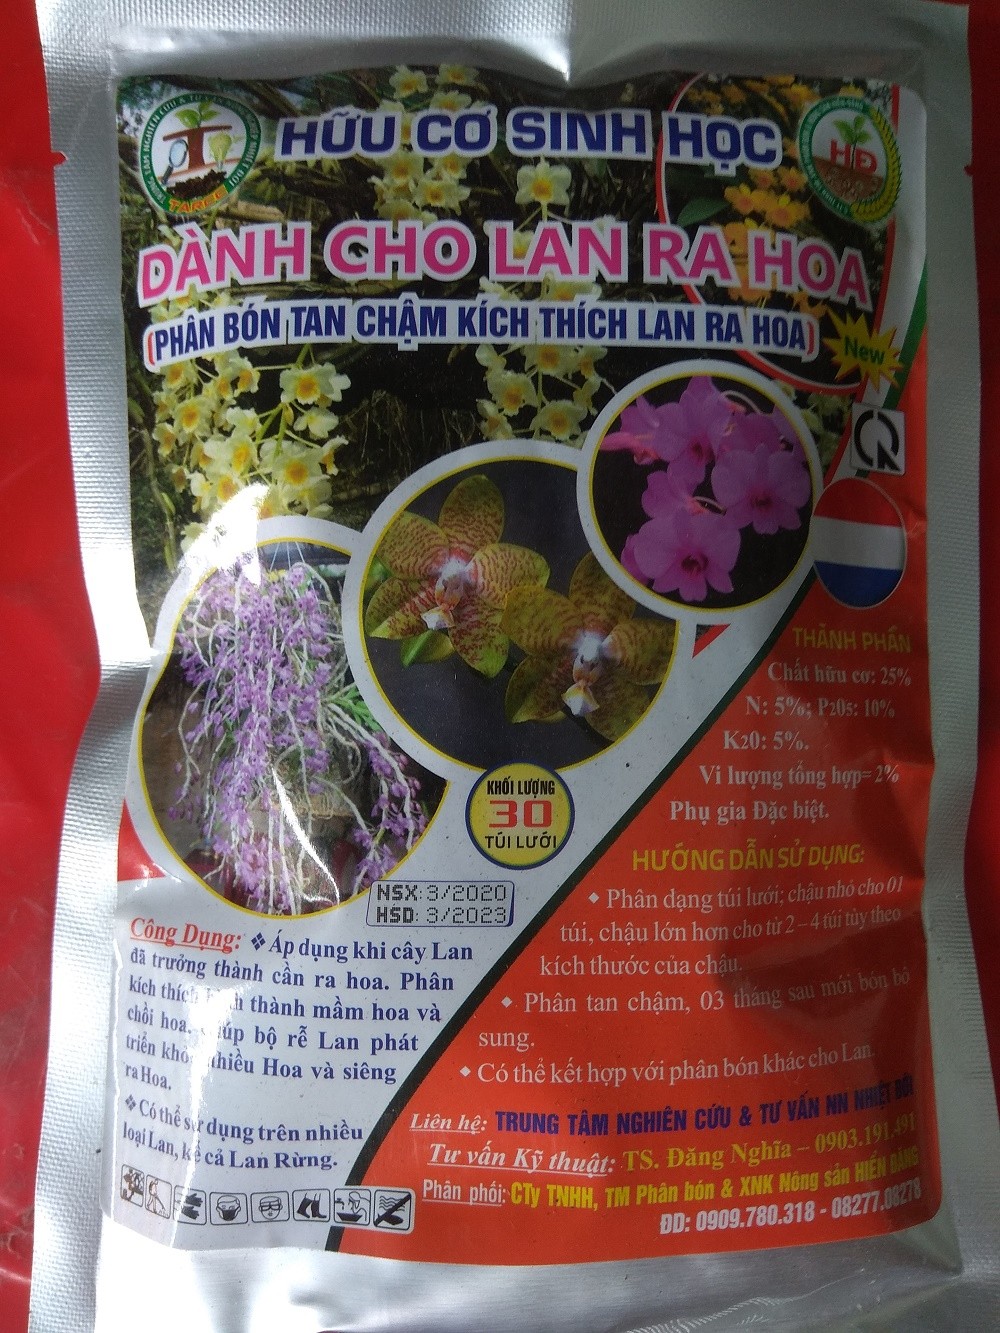 HỮU CƠ SINH HỌC
HĐ
DÀNH CHO LAN RA HOA
(PHÂN BÓN TAN CHẬM KÍCH THÍCH LAN RA HOA)
New
THÀNH PHẦN
Chất hữu cơ: 25%
N: 5%; P205: 10%
K20: 5%.
Vi lượng tổng hợp= 2%
Phụ gia Đặc biệt.
KHỐI LƯỢNG
30
TÚI LƯỚI
NSX: 3/2020
HSD: 3/2023
HƯỚNG DẪN SỬ DỤNG:
Phân dạng túi lưới; chậu nhỏ cho 01
túi, chậu lớn hơn cho từ 2 – 4 túi tùy theo
kích thước của chậu.
Phân tan chậm, 03 tháng sau mới bón bổ
sung.
Có thể kết hợp với phân bón khác cho Lan.
Công Dụng: Áp dụng khi cây Lan
đã trưởng thành cần ra hoa. Phân
kích thích thành mầm hoa và
chồi hoa. bộ rễ Lan phát
triển nhiều Hoa và siêng
ra Hoa.
Có thể sử dụng trên nhiều
loại Lan, kể cả Lan Rừng.
Liên hệ: TRUNG TÂM NGHIÊN CỨU & TƯ VẤN NN NHIỆT ĐỚI
Tư vấn Kỹ thuật: TS. Đăng Nghĩa – 0903.191.491
Phân phối: CTy TNHH, TM Phân bón & XNK Nông sản HIỂN ĐĂNG
ĐD: 0909.780.318 - 08277.08278